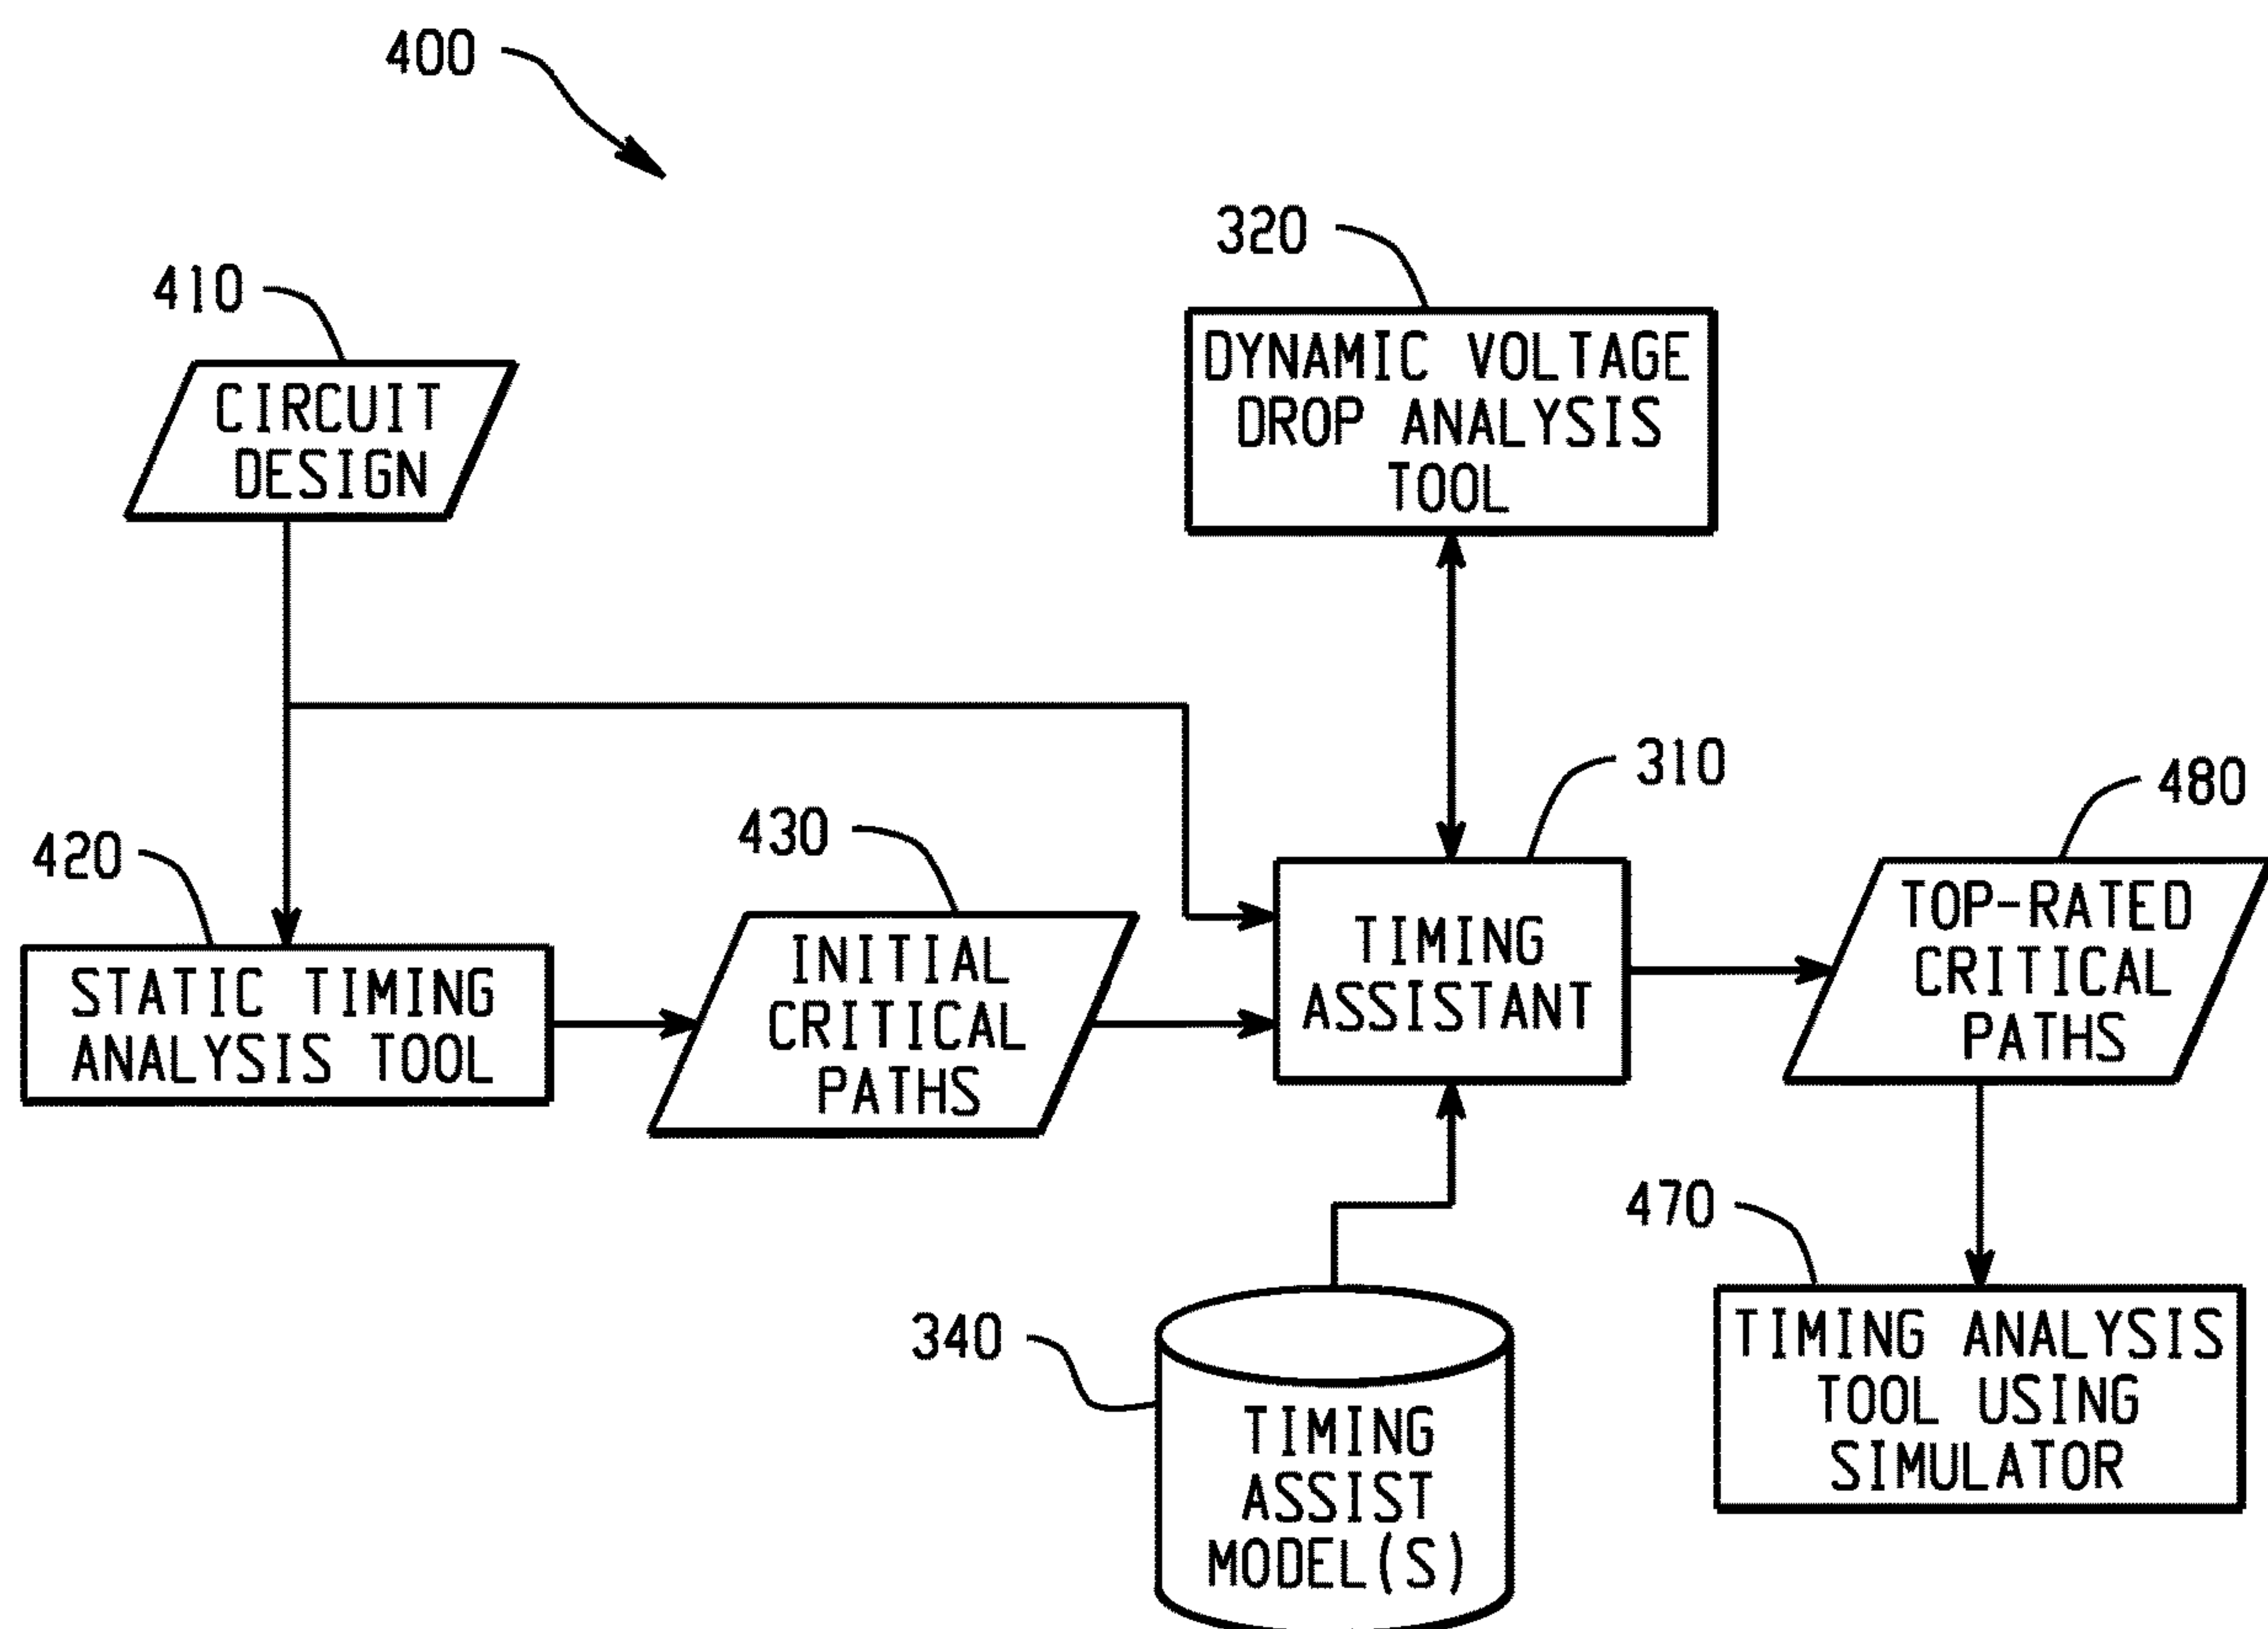 400
320
410
DYNAMIC VOLTAGE
DROP ANALYSIS
TOOL
CIRCUIT
DESIGN
310
480
430
420
TOP-RATED
CRITICAL
PATHS
TIMING
ASSISTANT
INITIAL
CRITICAL
PATHS
STATIC TIMING
ANALYSIS TOOL
470
340
TIMING ANALYSIS
TOOL USING
SIMULATOR
TIMING
ASSIST
MODEL(S)